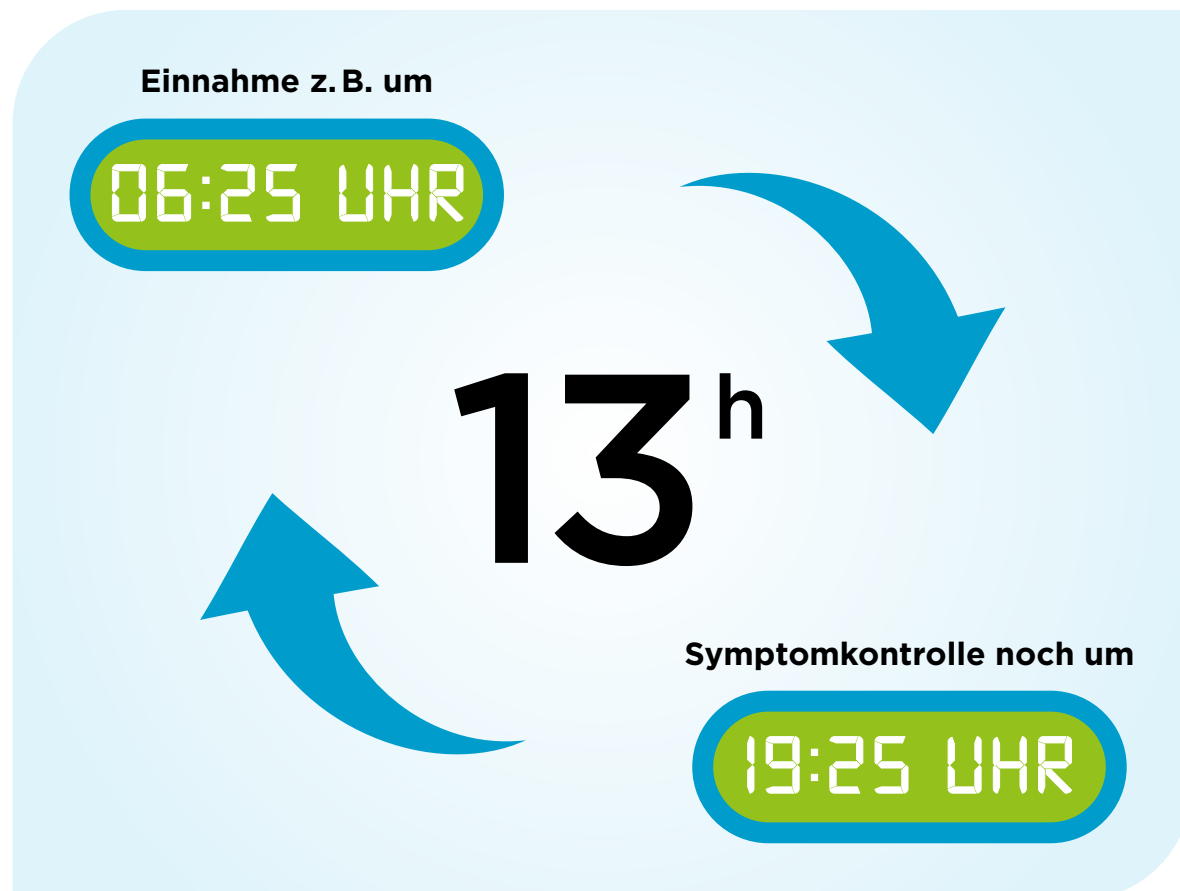 Einnahme z. B. um
06:25 UHR
13h
Symptomkontrolle noch um
19:25 UHR